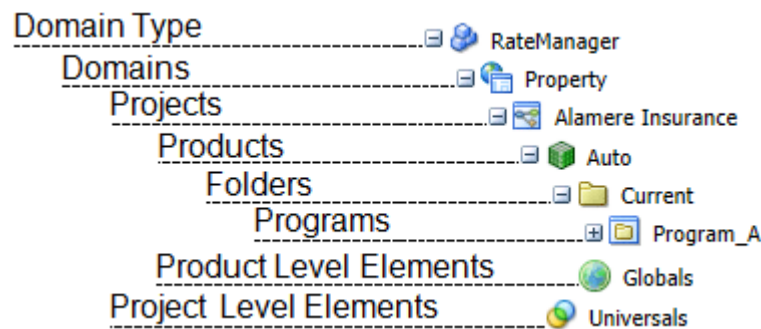 Domain Type RateManager
Domains Property
Projects Alamere Insurance
Products Auto
Folders Current
Programs Program_A
Product Level Elements Globals
Project Level Elements Universals